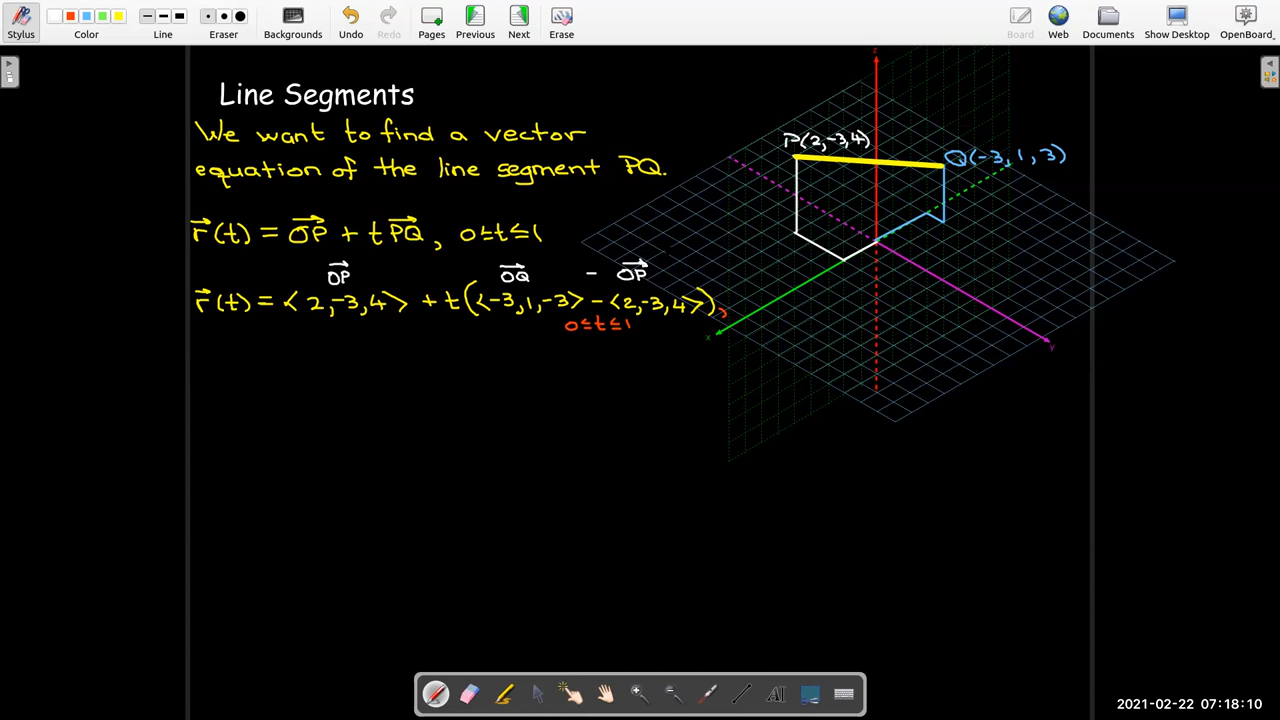 Stylus
Color
Line
Eraser
Backgrounds
Undo
Redo
Pages
Previous
Next
Erase
Board
Web
Documents
Show Desktop
OpenBoard
Line Segments
We want to find a vector
equation of the line segment PQ.
r⃗(t) = OP⃗ + t PQ⃗, 0≤t≤1
OP⃗ OQ⃗ - OP⃗
r⃗(t) = <2,-3,4> + t(<-3,1,-3> - <2,-3,4>),
0≤t≤1
z
P(2,-3,4)
Q(-3,1,3)
x
y
AI
2021-02-22 07:18:10